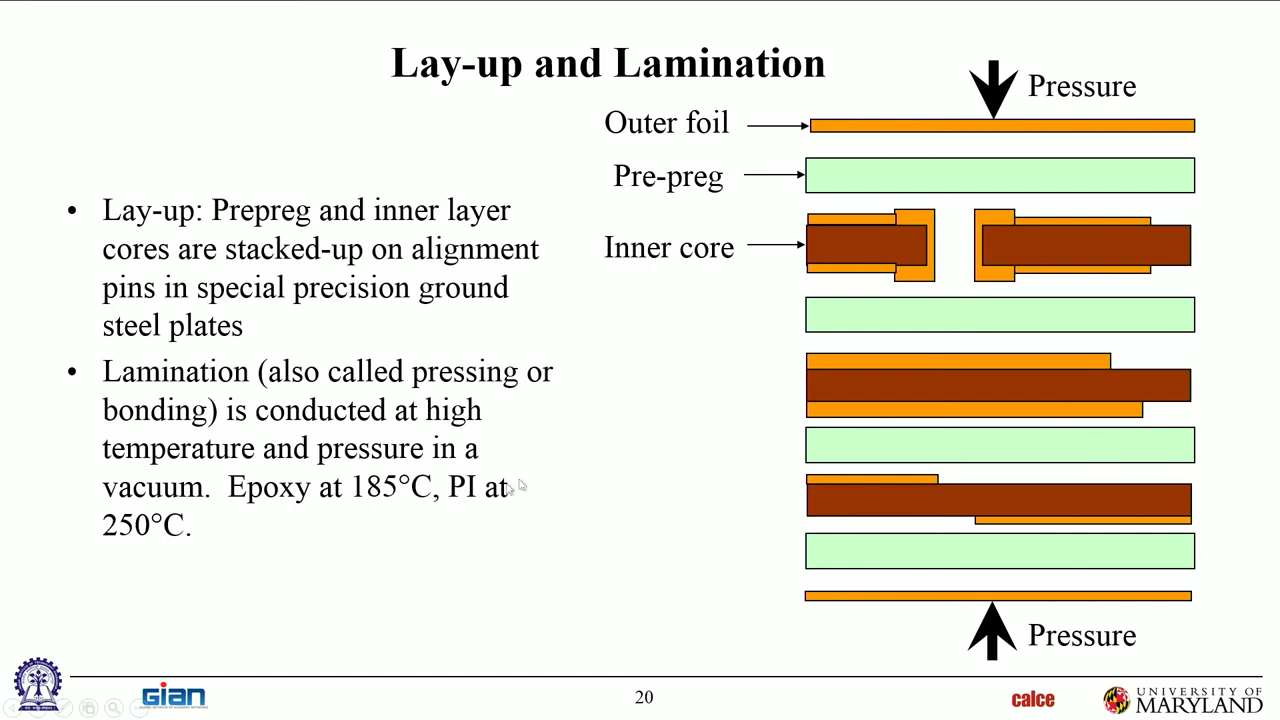 Lay-up and Lamination
Pressure
Outer foil
Pre-preg
Inner core
• Lay-up: Prepreg and inner layer
cores are stacked-up on alignment
pins in special precision ground
steel plates
• Lamination (also called pressing or
bonding) is conducted at high
temperature and pressure in a
vacuum. Epoxy at 185°C, PI at
250°C.
Pressure
GIAN
20
calce
UNIVERSITY OF
MARYLAND